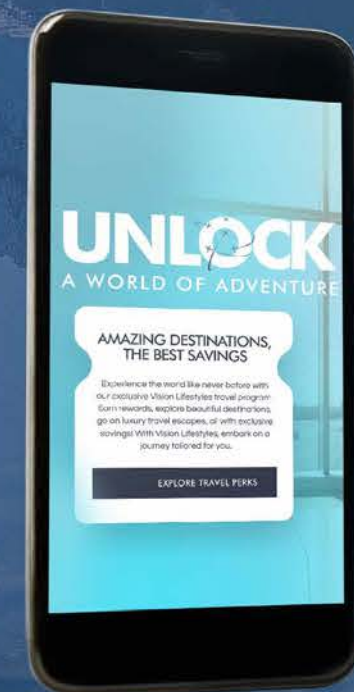 UNLOCK
A WORLD OF ADVENTURE
AMAZING DESTINATIONS,
THE BEST SAVINGS
Experience the world like never before with
our exclusive Vision Lifestyles travel program
Earn rewards, explore beautiful destinations,
go on luxury travel escapes, all with exclusive
savings! With Vision Lifestyles, embark on a
journey tailored for you.
EXPLORE TRAVEL PERKS